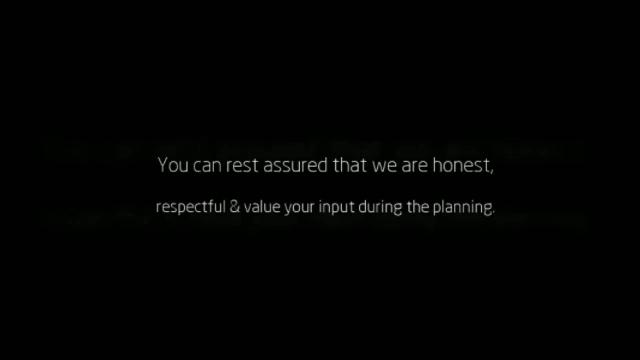 You can rest assured that we are honest,
respectful & value your input during the planning.